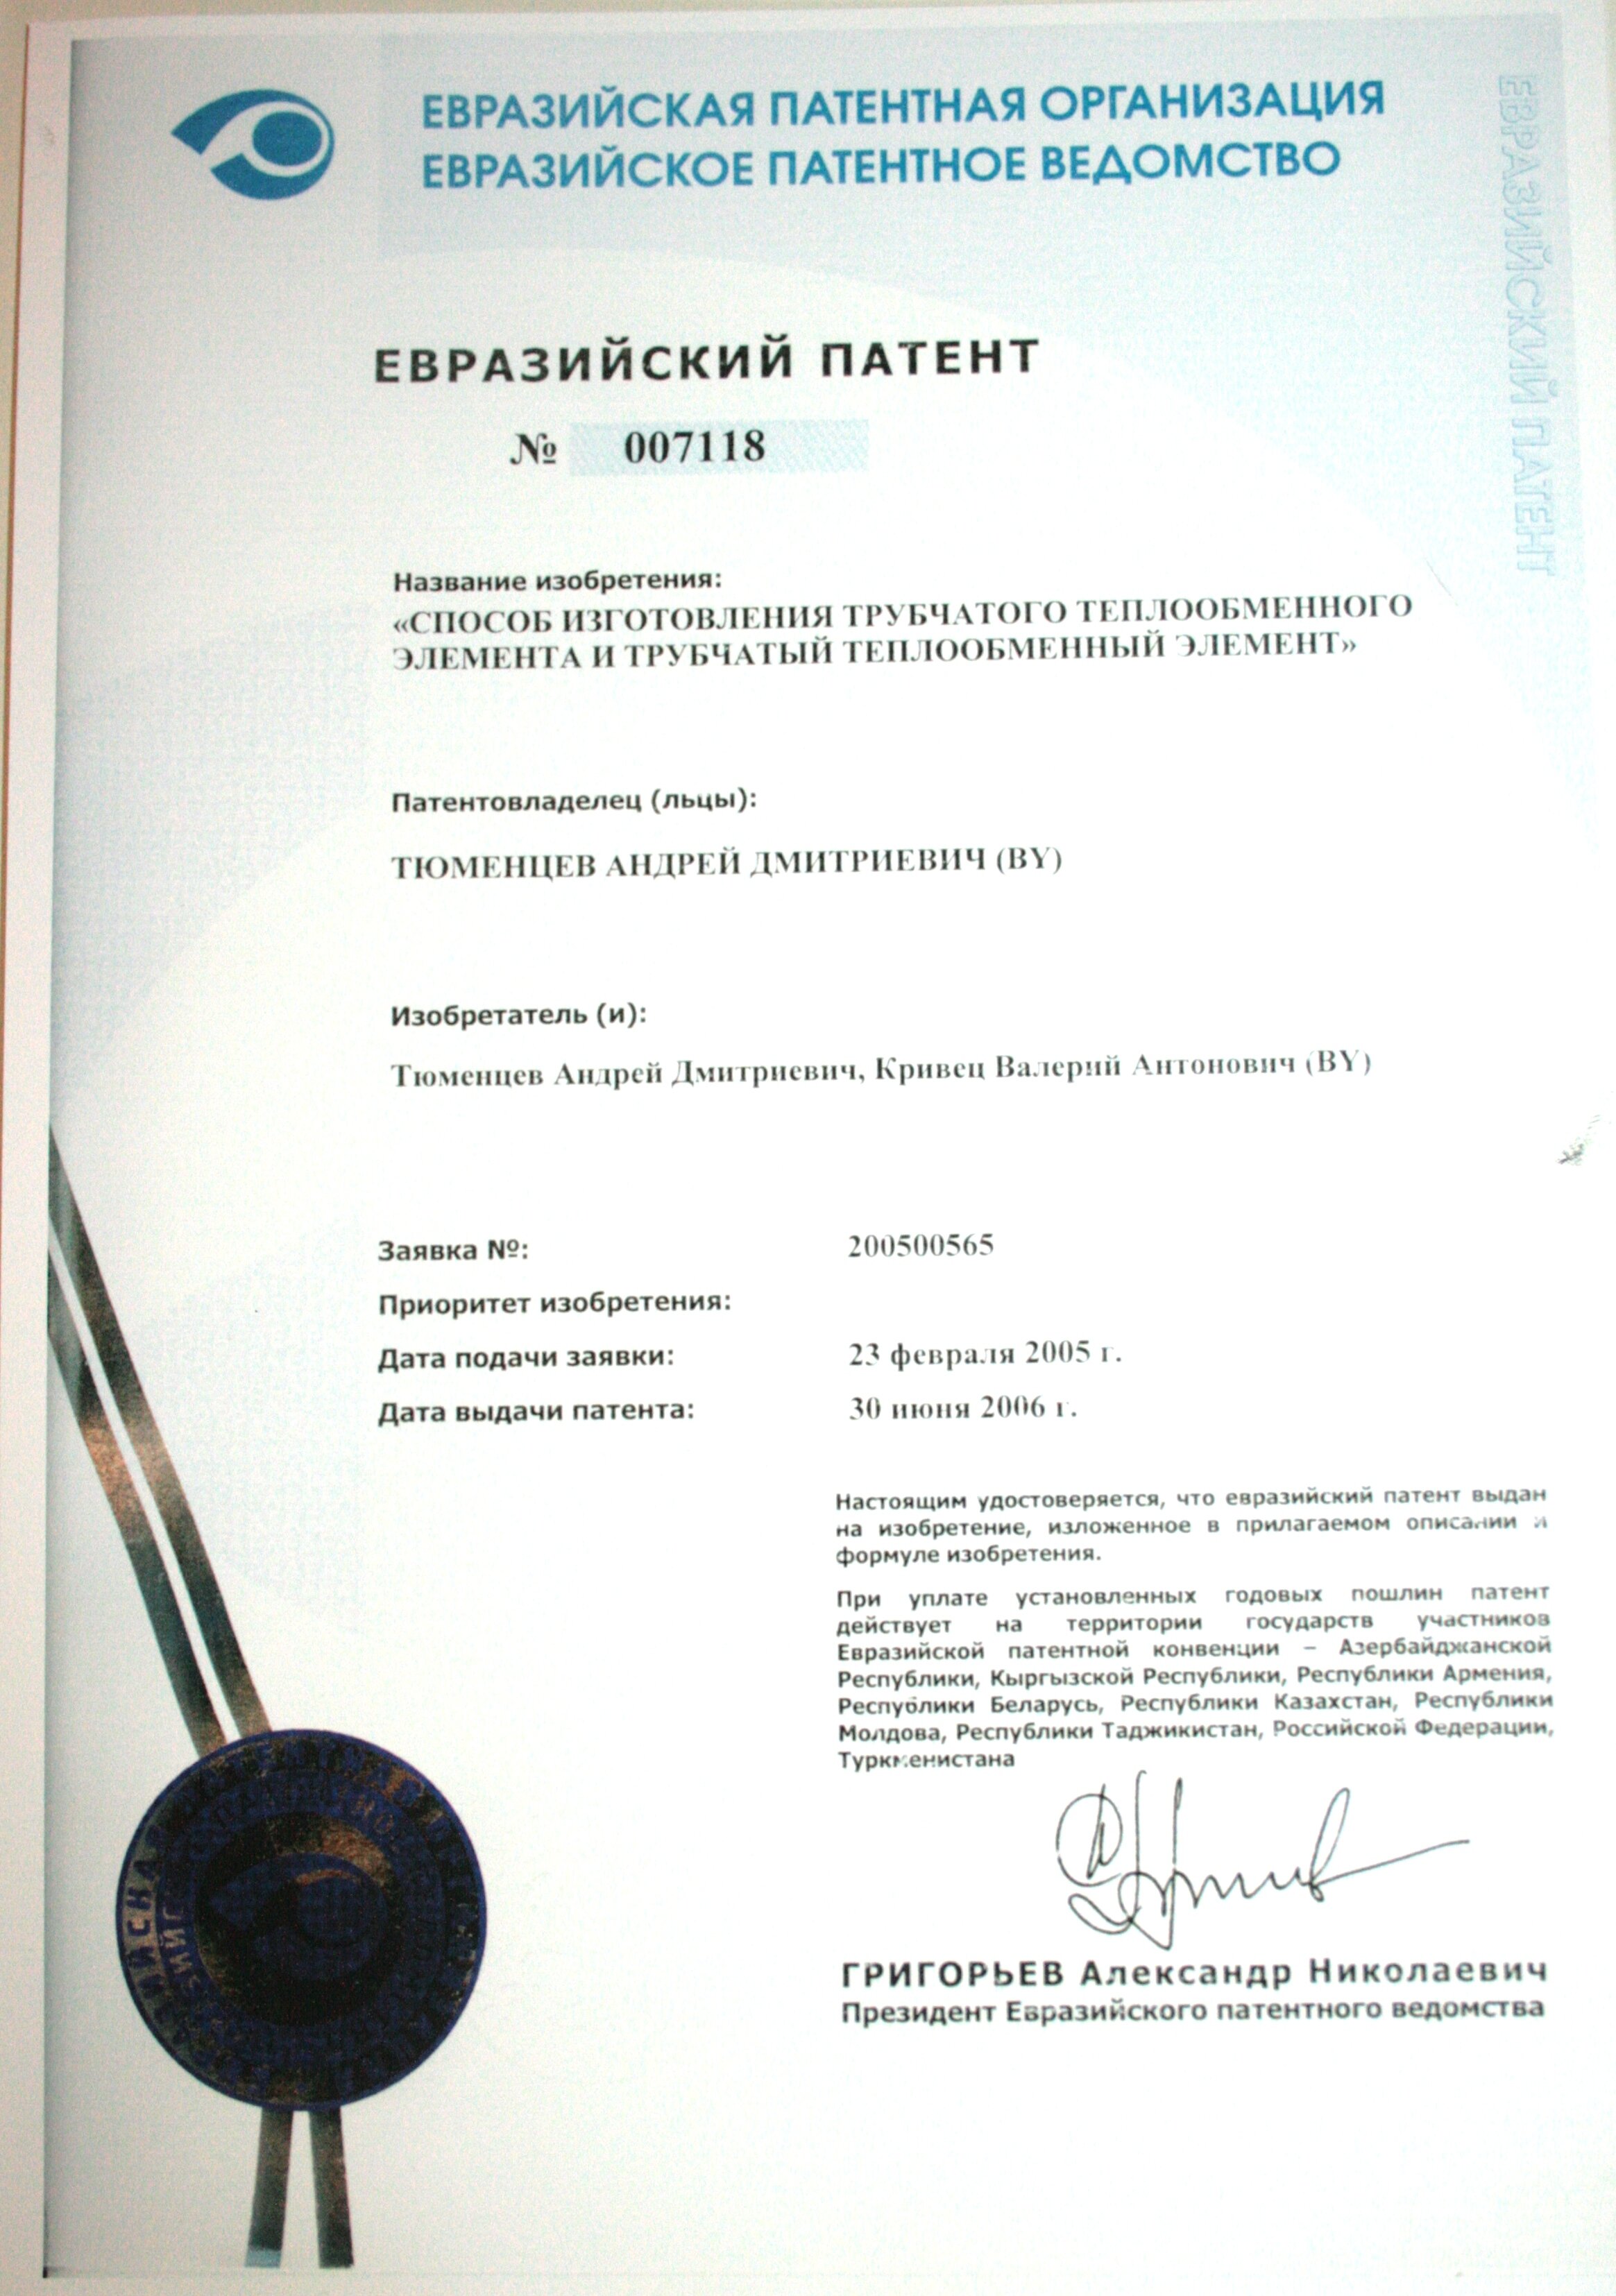 ЕВРАЗИЙСКАЯ ПАТЕНТНАЯ ОРГАНИЗАЦИЯ
ЕВРАЗИЙСКОЕ ПАТЕНТНОЕ ВЕДОМСТВО
ЕВРАЗИЙСКИЙ ПАТЕНТ
ЕВРАЗИЙСКИЙ ПАТЕНТ
№ 007118
Название изобретения:
«СПОСОБ ИЗГОТОВЛЕНИЯ ТРУБЧАТОГО ТЕПЛООБМЕННОГО
ЭЛЕМЕНТА И ТРУБЧАТЫЙ ТЕПЛООБМЕННЫЙ ЭЛЕМЕНТ»
Патентовладелец (льцы):
ТЮМЕНЦЕВ АНДРЕЙ ДМИТРИЕВИЧ (BY)
Изобретатель (и):
Тюменцев Андрей Дмитриевич, Кривец Валерий Антонович (BY)
Заявка №: 200500565
Приоритет изобретения:
Дата подачи заявки: 23 февраля 2005 г.
Дата выдачи патента: 30 июня 2006 г.
Настоящим удостоверяется, что евразийский патент выдан
на изобретение, изложенное в прилагаемом описании и
формуле изобретения.
При уплате установленных годовых пошлин патент
действует на территории государств участников
Евразийской патентной конвенции – Азербайджанской
Республики, Кыргызской Республики, Республики Армения,
Республики Беларусь, Республики Казахстан, Республики
Молдова, Республики Таджикистан, Российской Федерации,
Туркменистана
ГРИГОРЬЕВ Александр Николаевич
Президент Евразийского патентного ведомства